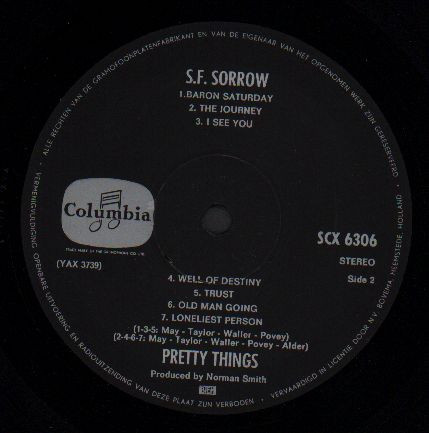 • ALLE RECHTEN VAN DE GRAMOFOONPLATENFABRIKANT EN VAN DE EIGENAAR VAN HET OPGENOMEN WERK ZIJN GERESERVEERD •
S.F. SORROW
1.BARON SATURDAY
2. THE JOURNEY
3. I SEE YOU
Columbia
(YAX 3739)
SCX 6306
STEREO
Side 2
4. WELL OF DESTINY
5. TRUST
6. OLD MAN GOING
7. LONELIEST PERSON
(1-3-5: May - Taylor - Waller - Povey)
(2-4-6-7: May - Taylor - Waller - Povey - Alder)
PRETTY THINGS
Produced by Norman Smith
BIEM
VERMENIGVULDIGING OPENBARE UITVOERING EN RADIOUITZENDING VAN DEZE PLAAT ZIJN VERBODEN •
VERVAARDIGD IN LICENTIE DOOR N.V. BOVEMA, HEEMSTEDE, HOLLAND